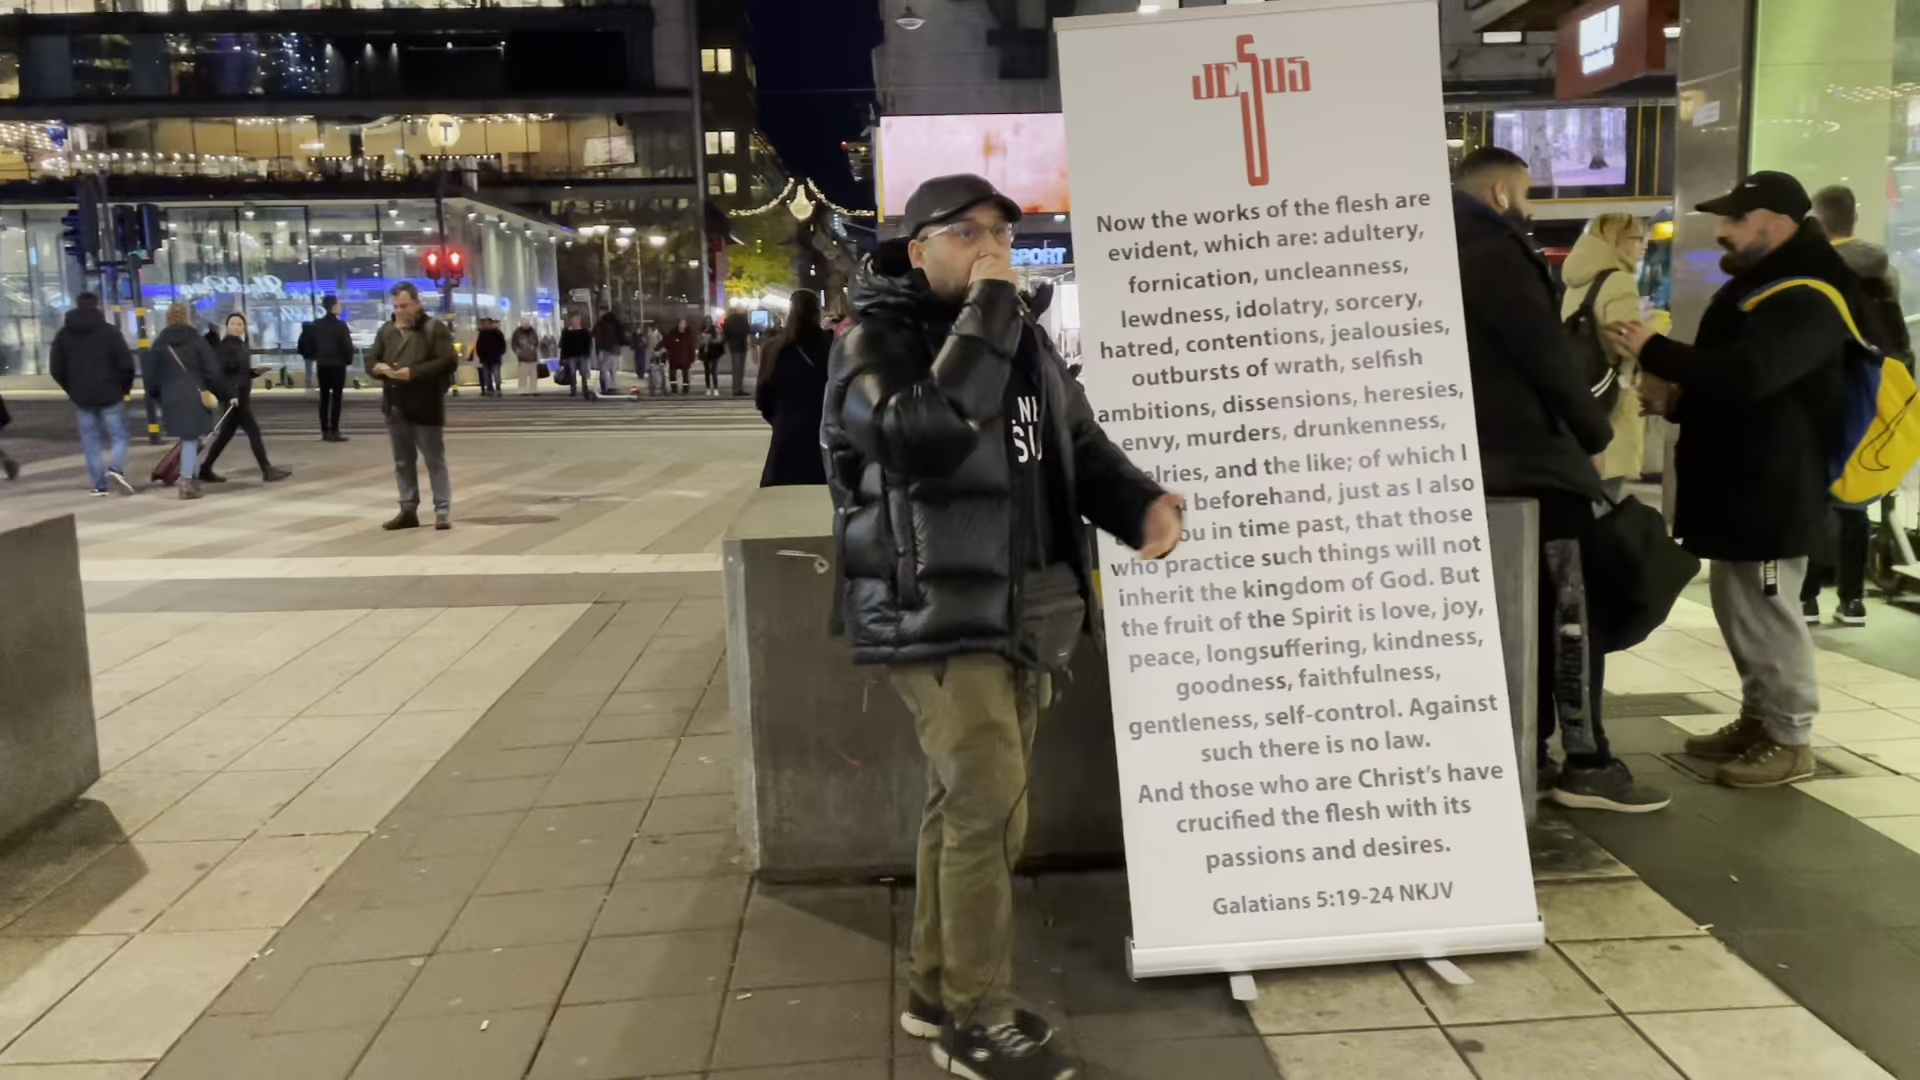 JESUS
Now the works of the flesh are
evident, which are: adultery,
fornication, uncleanness,
lewdness, idolatry, sorcery,
hatred, contentions, jealousies,
outbursts of wrath, selfish
ambitions, dissensions, heresies,
envy, murders, drunkenness,
and the like; of which I
beforehand, just as I also
in time past, that those
who practice such things will not
inherit the kingdom of God. But
the fruit of the Spirit is love, joy,
peace, longsuffering, kindness,
goodness, faithfulness,
gentleness, self-control. Against
such there is no law.
And those who are Christ's have
crucified the flesh with its
passions and desires.
Galatians 5:19-24 NKJV
T
SPORT